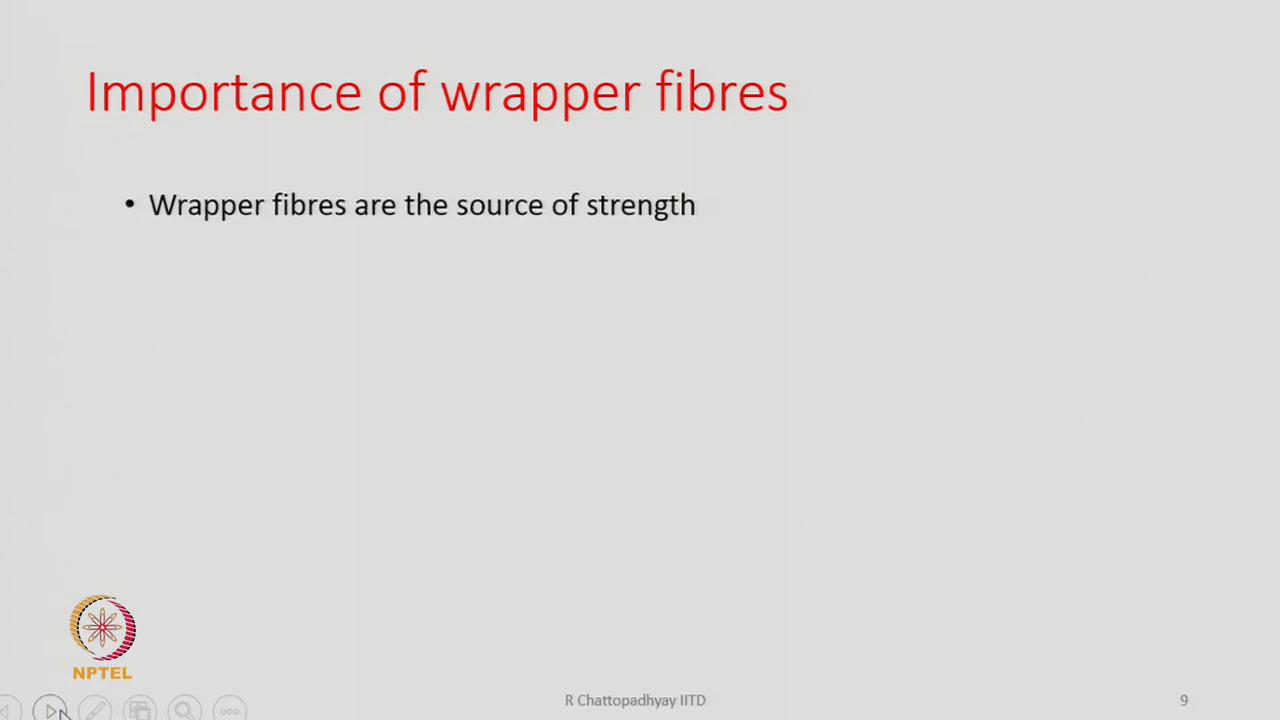 Importance of wrapper fibres
• Wrapper fibres are the source of strength
NPTEL
R Chattopadhyay IITD
9